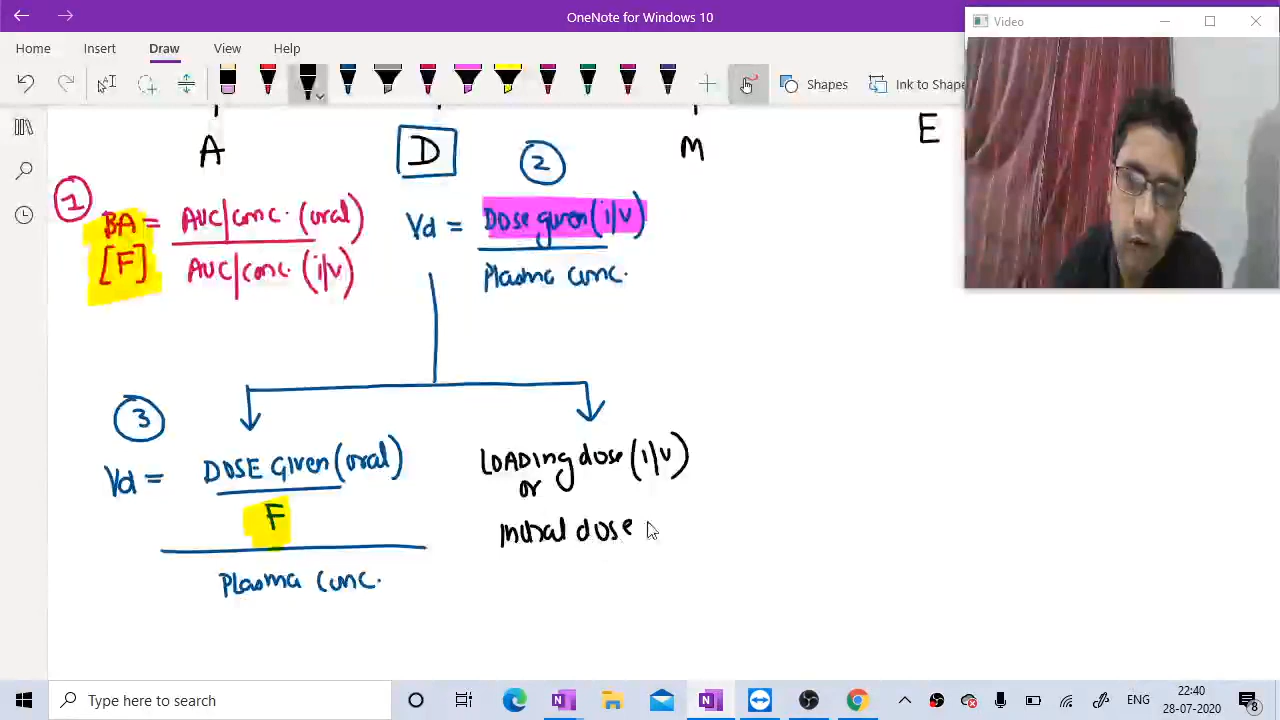 OneNote for Windows 10
Video
Home Insert Draw View Help
Shapes
Ink to Shape
A D M E
1 2
BA = AUC/conc. (oral)
[F] AUC/conc. (i/v)
Vd = Dose given (i/v)
Plasma conc.
3
Vd = DOSE given (oral)
F
Plasma conc.
LOADing dose (i/v)
or
initial dose
Type here to search
ENG
22:40
28-07-2020
8